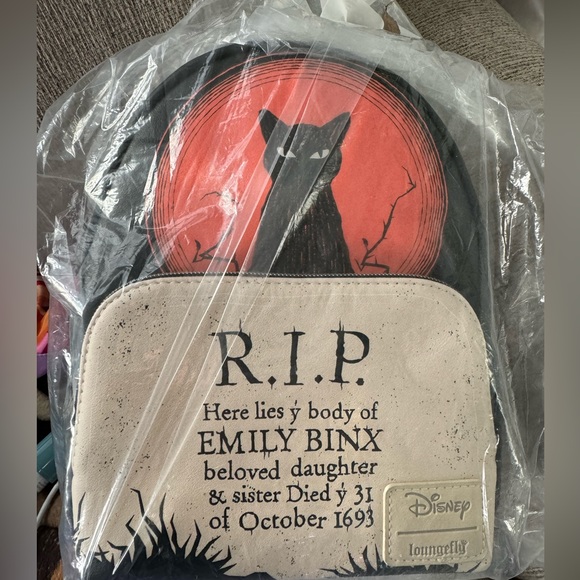 R.I.P.
Here lies ẏ body of
EMILY BINX
beloved daughter
& sister Died ẏ 31
of October 1693
Disney
loungefly